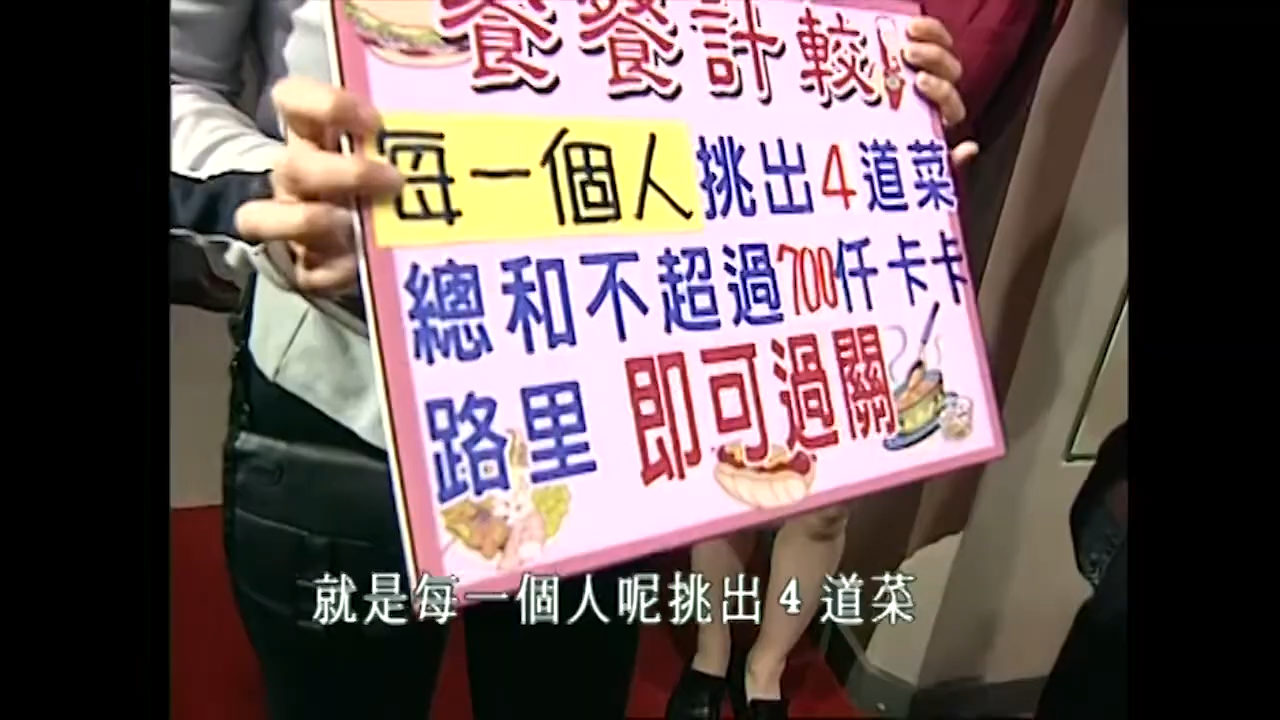 餐餐計較!
每一個人挑出4道菜
總和不超過700仟卡卡
路里 即可過關
就是每一個人呢挑出4道菜